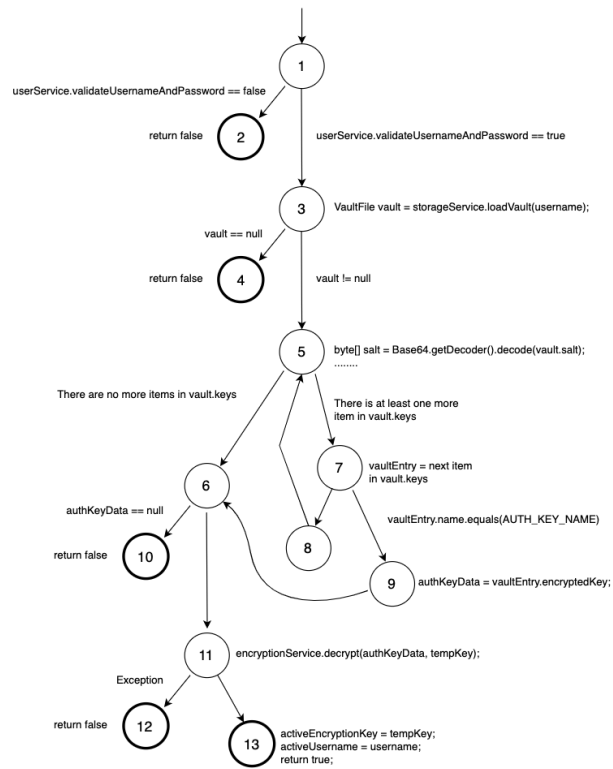 1
userService.validateUsernameAndPassword == false
2
return false
userService.validateUsernameAndPassword == true
3
VaultFile vault = storageService.loadVault(username);
vault == null
4
return false
vault != null
5
byte[] salt = Base64.getDecoder().decode(vault.salt);
........
There are no more items in vault.keys
There is at least one more
item in vault.keys
7
vaultEntry = next item
in vault.keys
6
authKeyData == null
vaultEntry.name.equals(AUTH_KEY_NAME)
8
return false
10
9
authKeyData = vaultEntry.encryptedKey;
11
encryptionService.decrypt(authKeyData, tempKey);
Exception
return false
12
13
activeEncryptionKey = tempKey;
activeUsername = username;
return true;